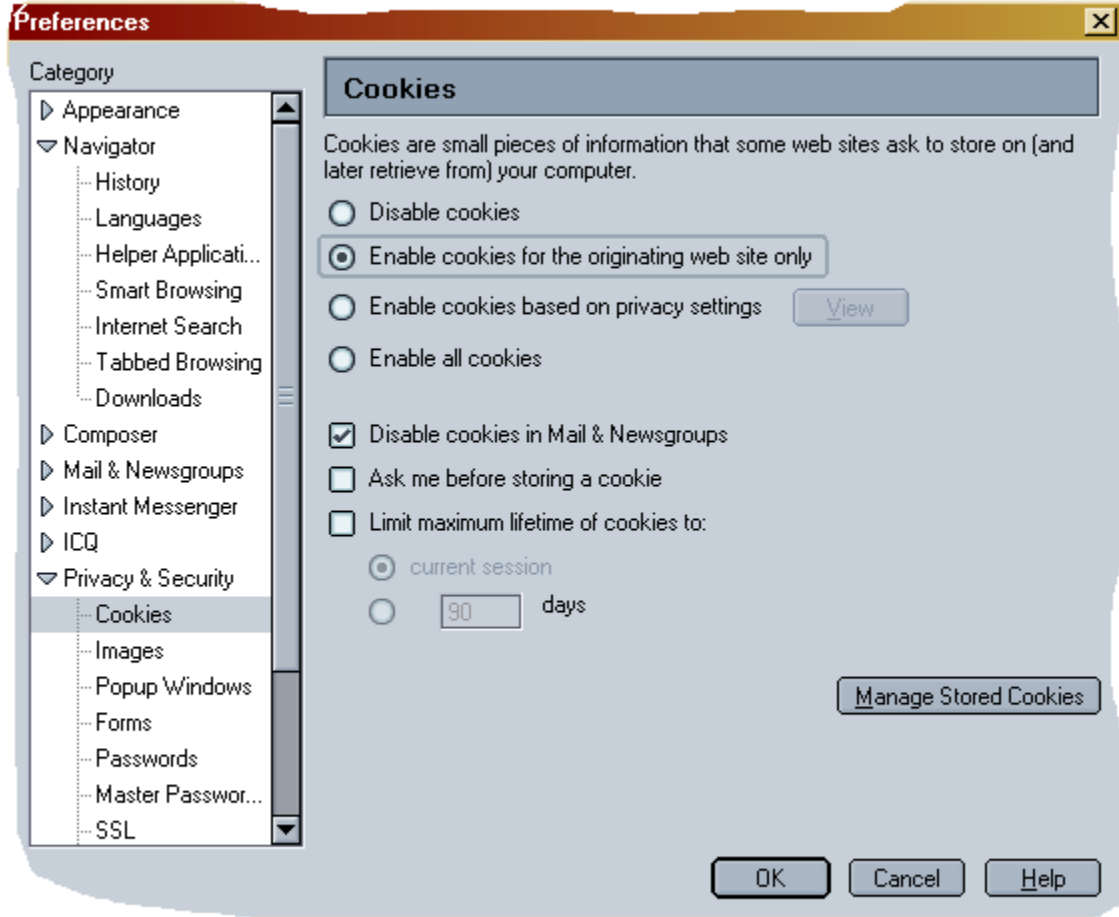 Preferences
Category
Appearance
Navigator
History
Languages
Helper Applicati...
Smart Browsing
Internet Search
Tabbed Browsing
Downloads
Composer
Mail & Newsgroups
Instant Messenger
ICQ
Privacy & Security
Cookies
Images
Popup Windows
Forms
Passwords
Master Passwor...
SSL
Cookies
Cookies are small pieces of information that some web sites ask to store on (and
later retrieve from) your computer.
Disable cookies
Enable cookies for the originating web site only
Enable cookies based on privacy settings View
Enable all cookies
Disable cookies in Mail & Newsgroups
Ask me before storing a cookie
Limit maximum lifetime of cookies to:
current session
90 days
Manage Stored Cookies
OK Cancel Help